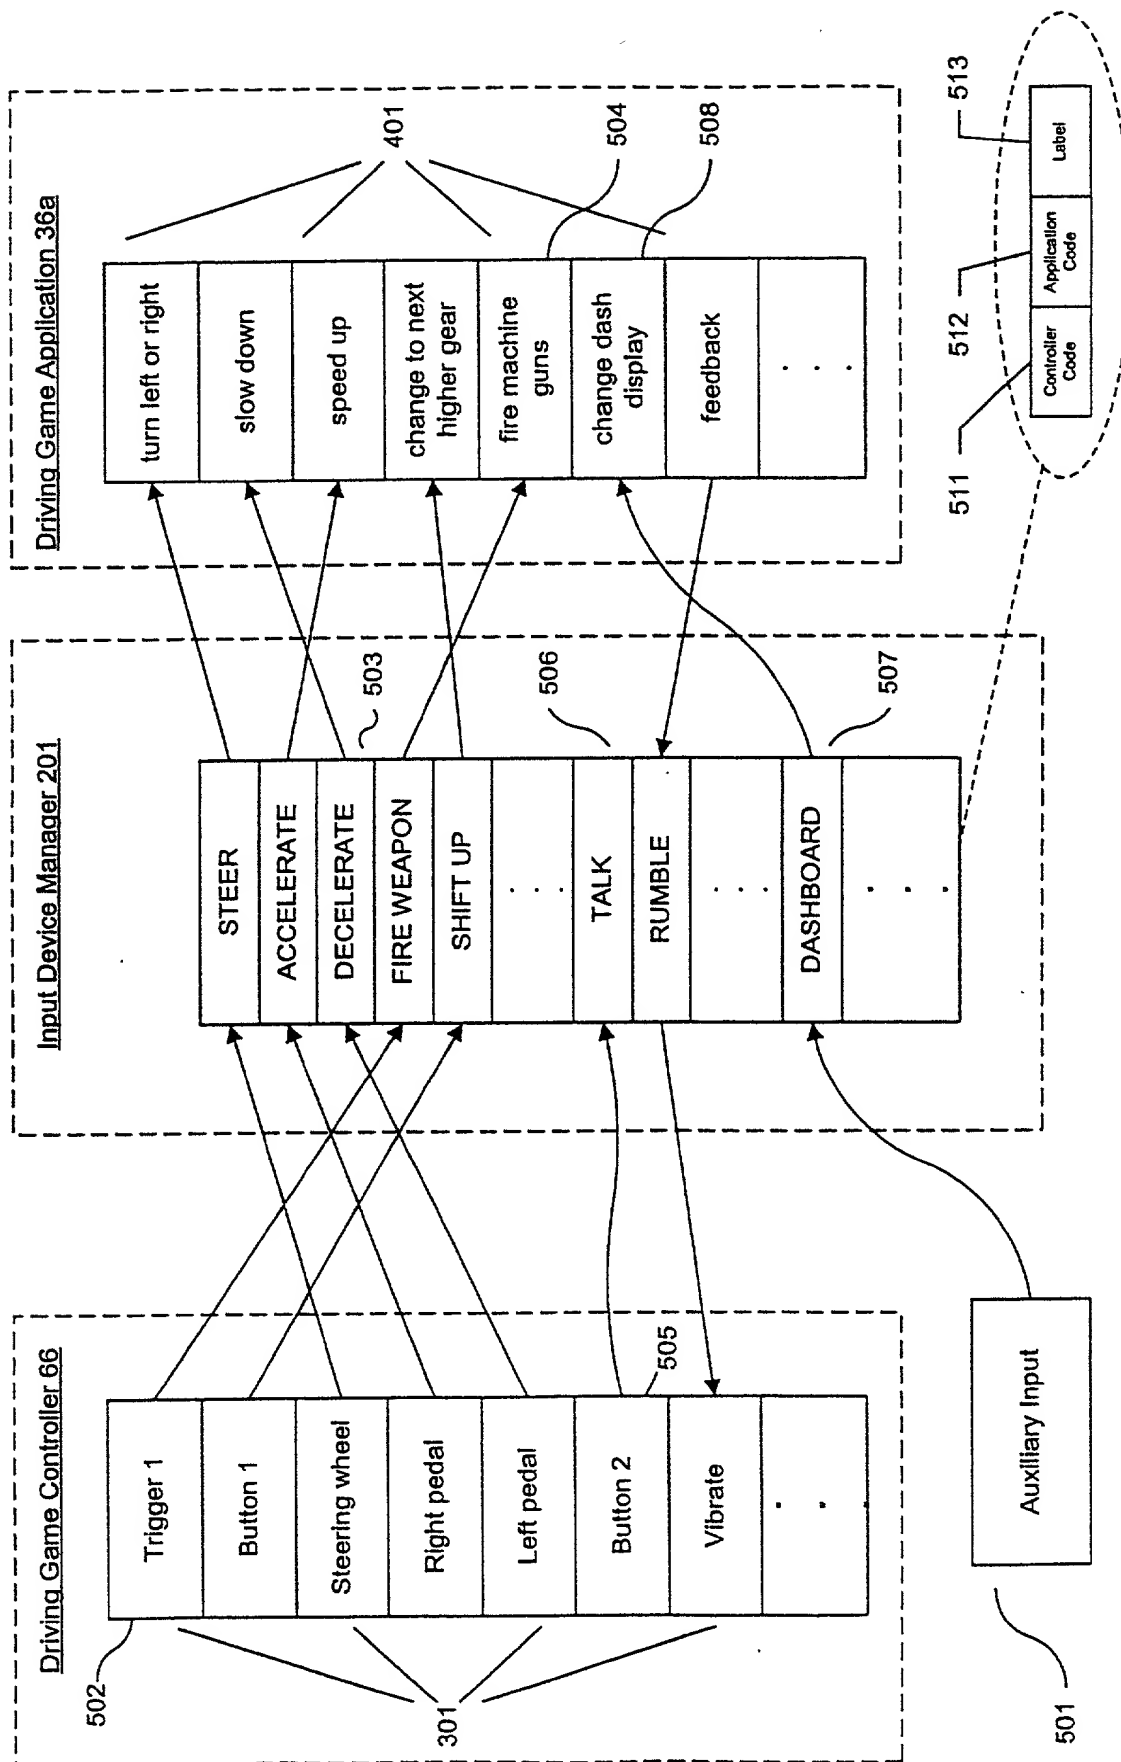 Driving Game Controller 66
502
Trigger 1
Button 1
Steering wheel
Right pedal
Left pedal
Button 2
505
Vibrate
. . .
301
Auxiliary Input
501
Input Device Manager 201
STEER
ACCELERATE
DECELERATE
503
FIRE WEAPON
SHIFT UP
. . .
506
TALK
RUMBLE
. . .
DASHBOARD
507
. . .
Driving Game Application 36a
turn left or right
slow down
speed up
change to next
higher gear
fire machine
guns
change dash
display
feedback
. . .
401
504
508
511
512
513
Controller
Code
Application
Code
Label